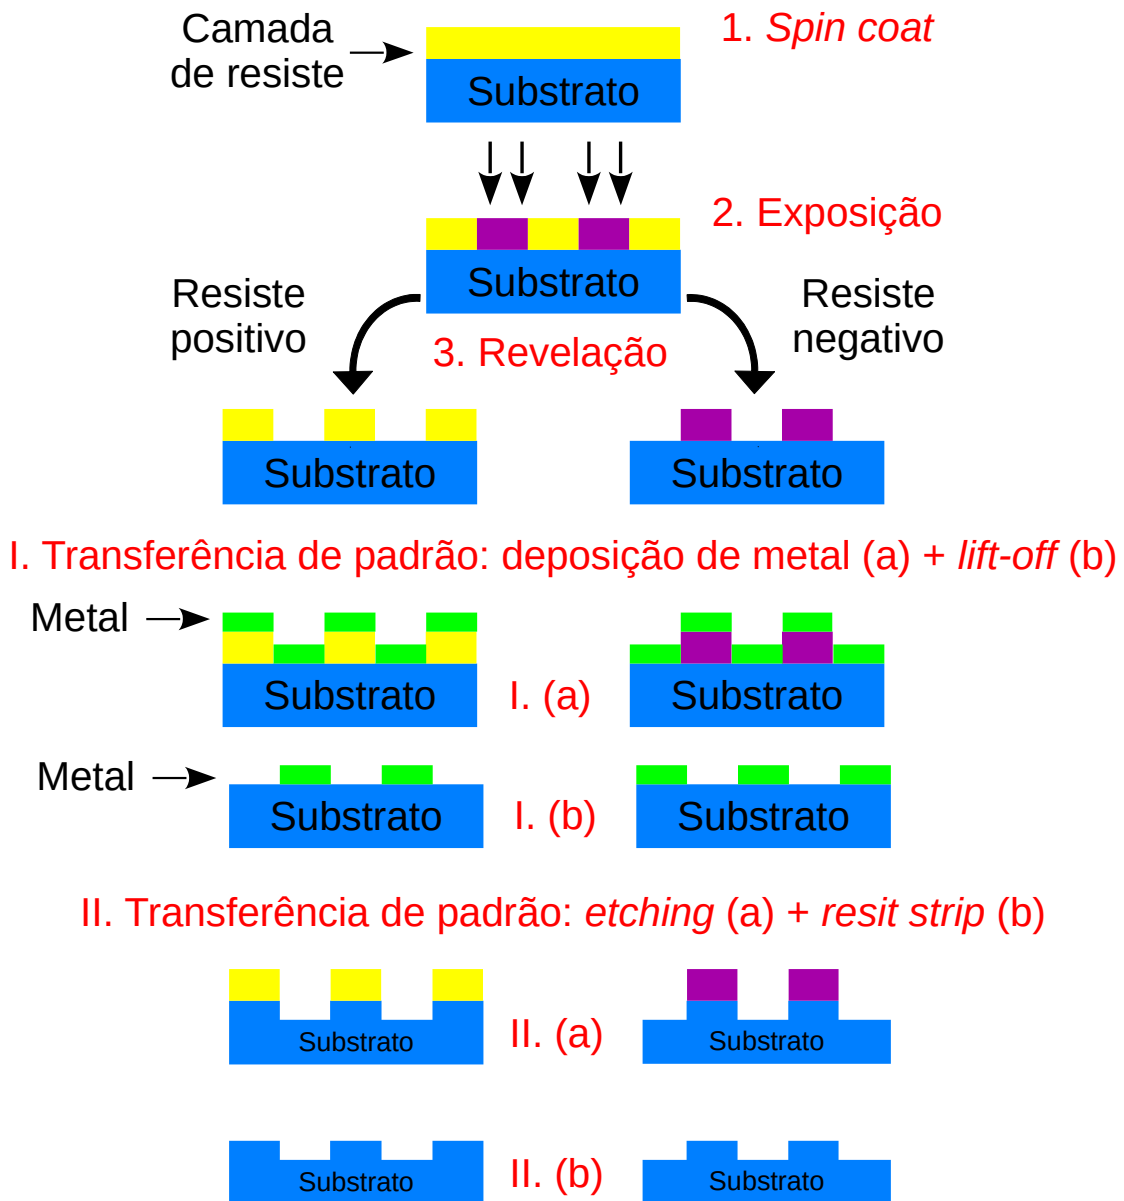 Camada
de resiste
1. Spin coat
Substrato
2. Exposição
Substrato
Resiste
positivo
Resiste
negativo
3. Revelação
Substrato
Substrato
I. Transferência de padrão: deposição de metal (a) + lift-off (b)
Metal
Substrato
I. (a)
Substrato
Metal
Substrato
I. (b)
Substrato
II. Transferência de padrão: etching (a) + resit strip (b)
Substrato
II. (a)
Substrato
Substrato
II. (b)
Substrato